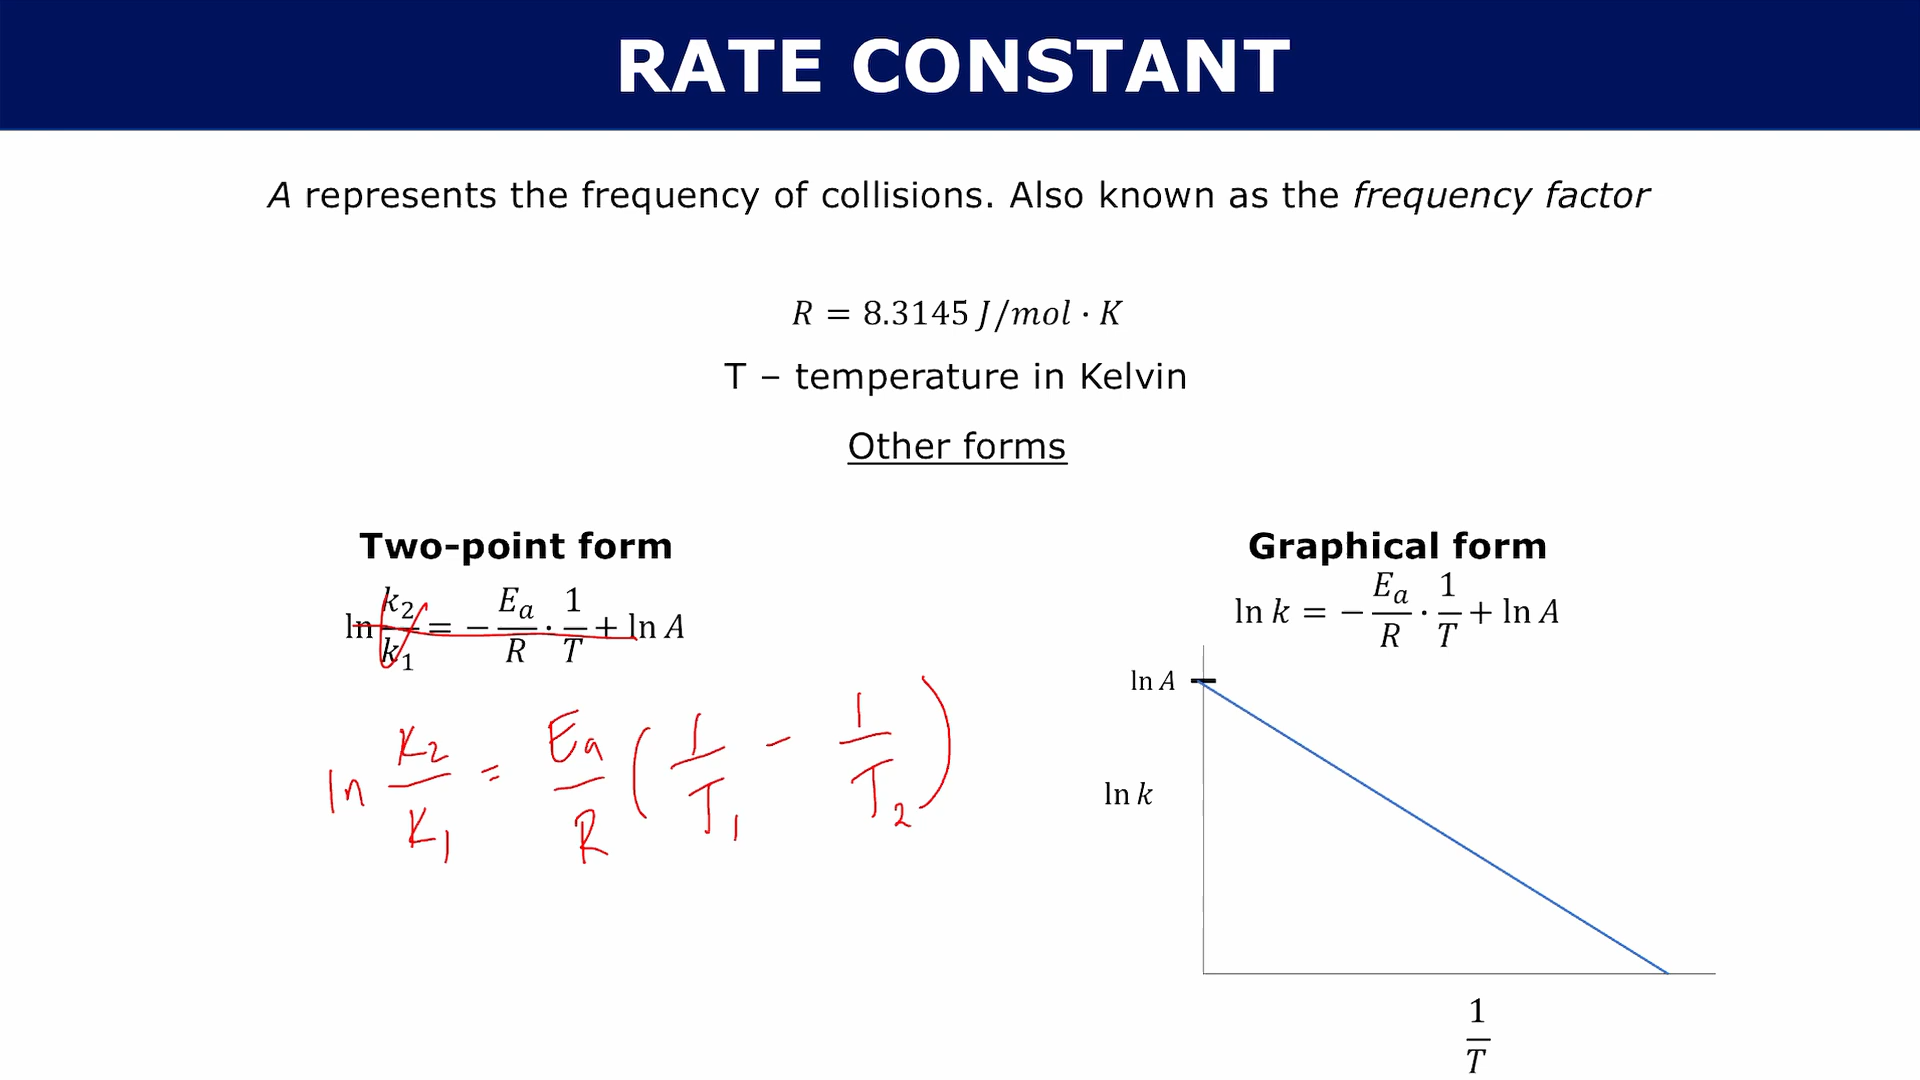 RATE CONSTANT
A represents the frequency of collisions. Also known as the frequency factor
R = 8.3145 J/mol · K
T – temperature in Kelvin
Other forms
Two-point form
ln k₂/k₁ = − Eₐ/R · 1/T + ln A
ln K₂/K₁ = Eₐ/R ( 1/T₁ − 1/T₂ )
Graphical form
ln k = − Eₐ/R · 1/T + ln A
ln A
ln k
1/T